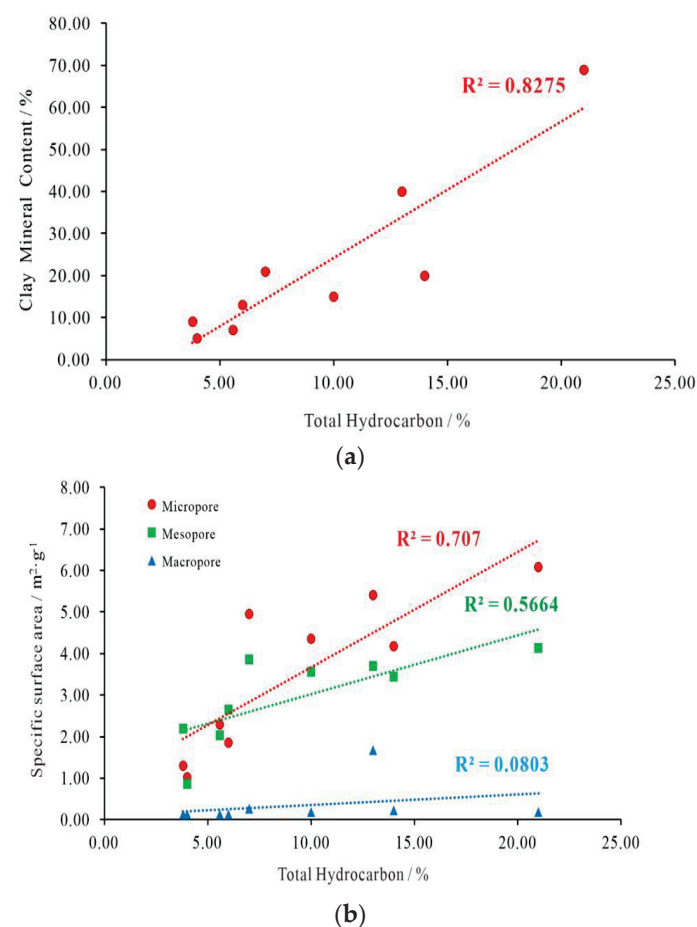 80.00
70.00
60.00
50.00
40.00
30.00
20.00
10.00
0.00
Clay Mineral Content / %
R² = 0.8275
0.00 5.00 10.00 15.00 20.00 25.00
Total Hydrocarbon / %
(a)
8.00
7.00
6.00
5.00
4.00
3.00
2.00
1.00
0.00
Specific surface area / m²·g⁻¹
Micropore
Mesopore
Macropore
R² = 0.707
R² = 0.5664
R² = 0.0803
0.00 5.00 10.00 15.00 20.00 25.00
Total Hydrocarbon / %
(b)